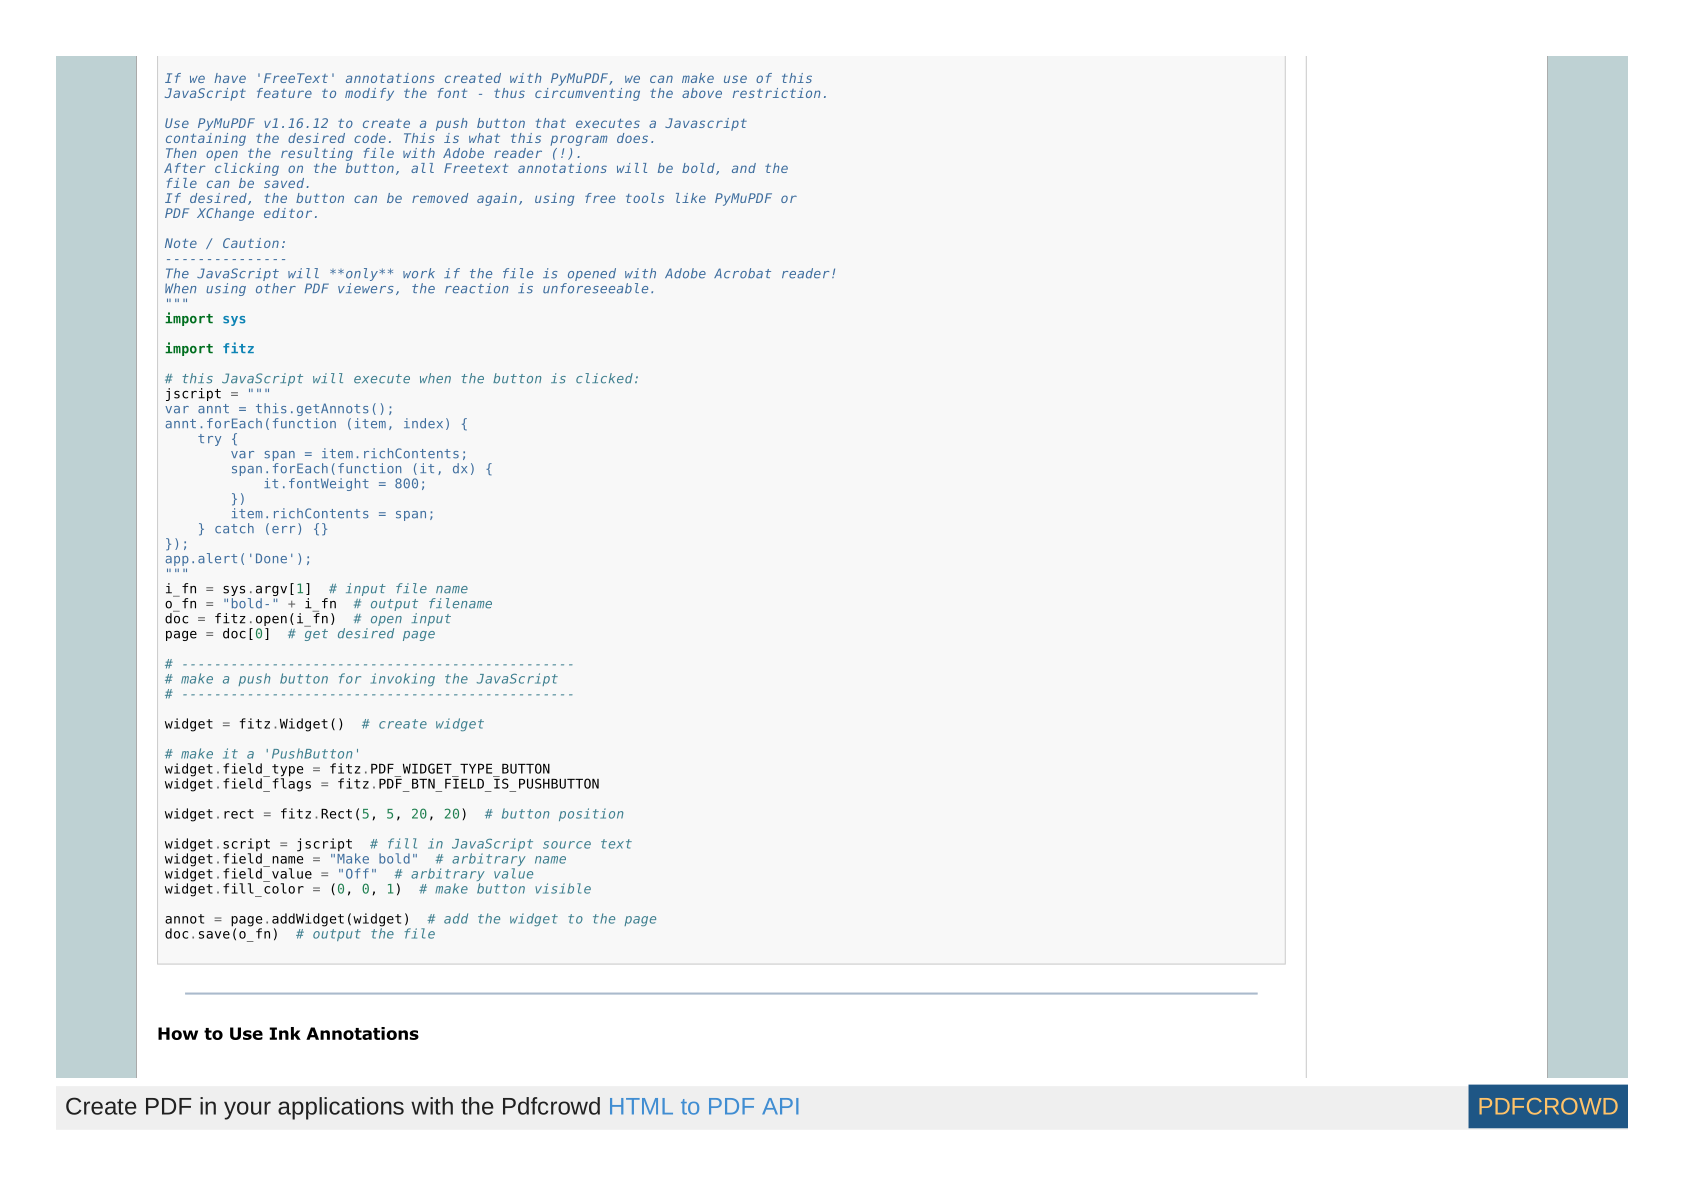 If we have 'FreeText' annotations created with PyMuPDF, we can make use of this
JavaScript feature to modify the font - thus circumventing the above restriction.

Use PyMuPDF v1.16.12 to create a push button that executes a Javascript
containing the desired code. This is what this program does.
Then open the resulting file with Adobe reader (!).
After clicking on the button, all Freetext annotations will be bold, and the
file can be saved.
If desired, the button can be removed again, using free tools like PyMuPDF or
PDF XChange editor.

Note / Caution:
---------------
The JavaScript will **only** work if the file is opened with Adobe Acrobat reader!
When using other PDF viewers, the reaction is unforeseeable.
"""
import sys

import fitz

# this JavaScript will execute when the button is clicked:
jscript = """
var annt = this.getAnnots();
annt.forEach(function (item, index) {
    try {
        var span = item.richContents;
        span.forEach(function (it, dx) {
            it.fontWeight = 800;
        })
        item.richContents = span;
    } catch (err) {}
});
app.alert('Done');
"""
i_fn = sys.argv[1]  # input file name
o_fn = "bold-" + i_fn  # output filename
doc = fitz.open(i_fn)  # open input
page = doc[0]  # get desired page

# ------------------------------------------------
# make a push button for invoking the JavaScript
# ------------------------------------------------

widget = fitz.Widget()  # create widget

# make it a 'PushButton'
widget.field_type = fitz.PDF_WIDGET_TYPE_BUTTON
widget.field_flags = fitz.PDF_BTN_FIELD_IS_PUSHBUTTON

widget.rect = fitz.Rect(5, 5, 20, 20)  # button position

widget.script = jscript  # fill in JavaScript source text
widget.field_name = "Make bold"  # arbitrary name
widget.field_value = "Off"  # arbitrary value
widget.fill_color = (0, 0, 1)  # make button visible

annot = page.addWidget(widget)  # add the widget to the page
doc.save(o_fn)  # output the file

How to Use Ink Annotations
Create PDF in your applications with the Pdfcrowd HTML to PDF API
PDFCROWD